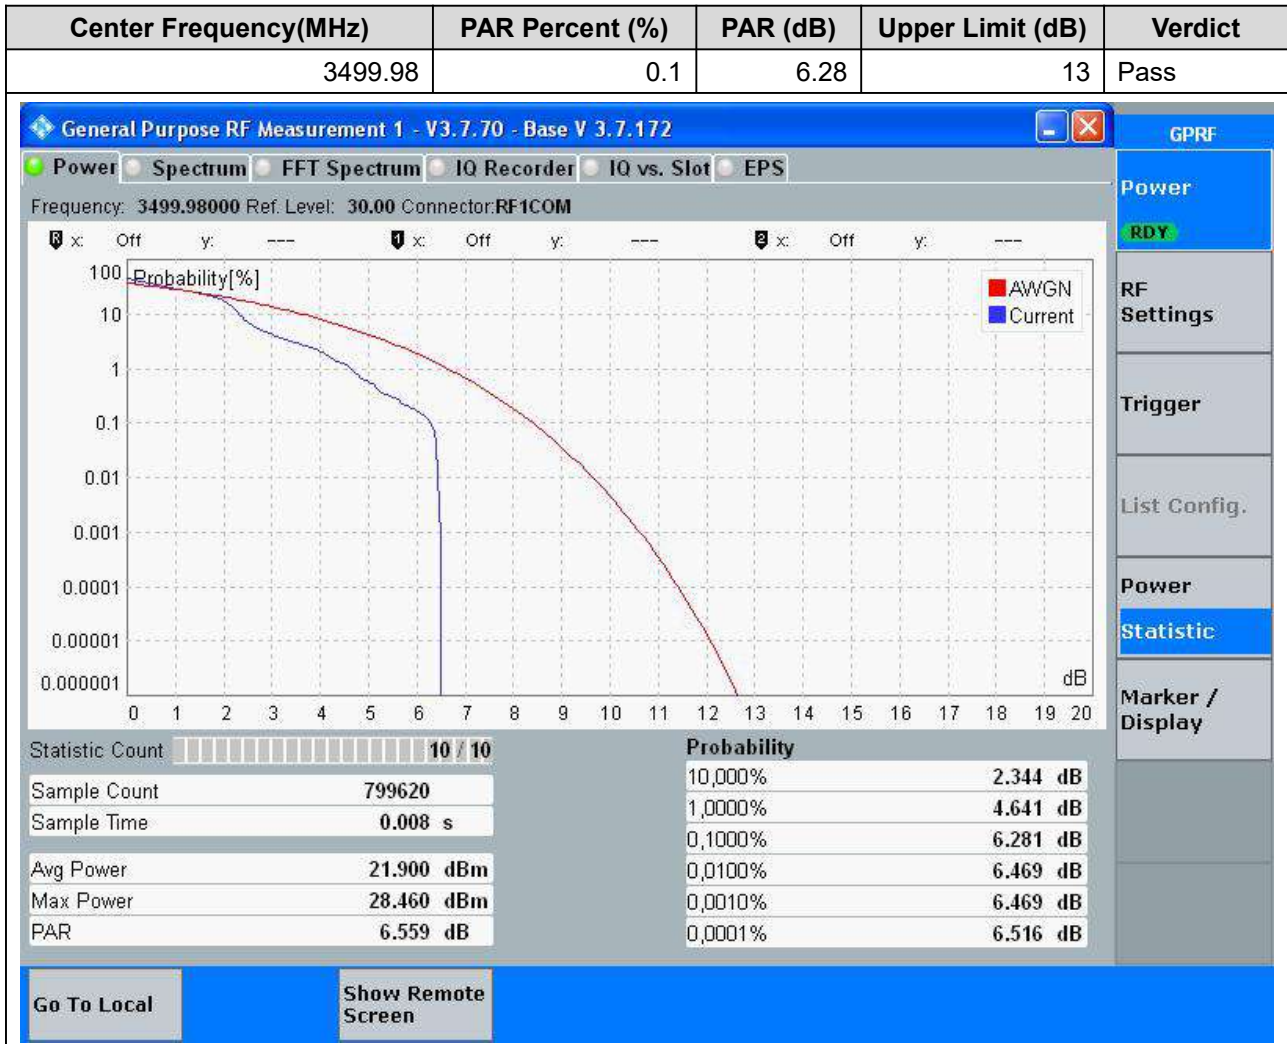 Center Frequency(MHz) PAR Percent (%) PAR (dB) Upper Limit (dB) Verdict
3499.98 0.1 6.28 13 Pass
General Purpose RF Measurement 1 - V3.7.70 - Base V 3.7.172
GPRF
Power Spectrum FFT Spectrum IQ Recorder IQ vs. Slot EPS
Power
RDY
Frequency: 3499.98000 Ref. Level: 30.00 Connector:RF1COM
R x: Off y: --- 1 x: Off y: --- 2 x: Off y: ---
Probability[%]
AWGN
Current
100
10
1
0.1
0.01
0.001
0.0001
0.00001
0.000001
dB
0 1 2 3 4 5 6 7 8 9 10 11 12 13 14 15 16 17 18 19 20
RF
Settings
Trigger
List Config.
Power
Statistic
Marker /
Display
Statistic Count 10 / 10
Sample Count 799620
Sample Time 0.008 s
Avg Power 21.900 dBm
Max Power 28.460 dBm
PAR 6.559 dB
Probability
10,000% 2.344 dB
1,0000% 4.641 dB
0,1000% 6.281 dB
0,0100% 6.469 dB
0,0010% 6.469 dB
0,0001% 6.516 dB
Go To Local
Show Remote
Screen